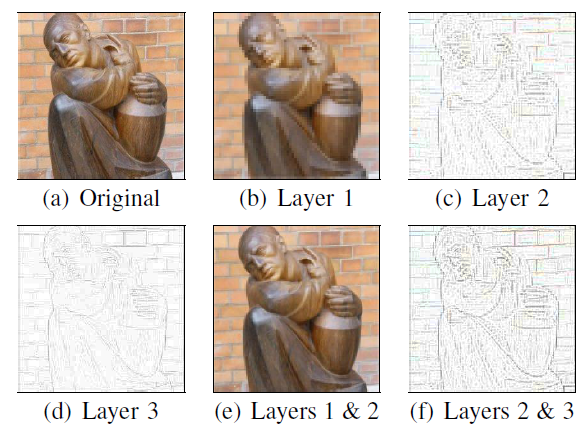 (a) Original
(b) Layer 1
(c) Layer 2
(d) Layer 3
(e) Layers 1 & 2
(f) Layers 2 & 3